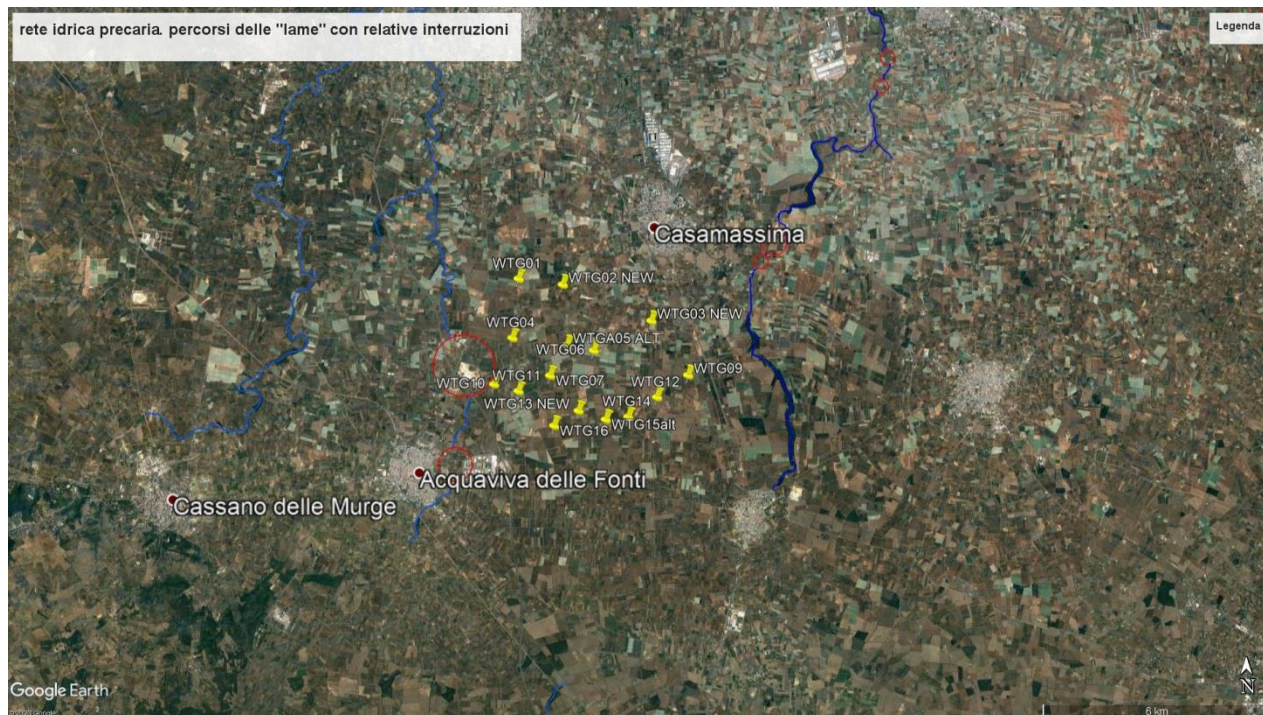 rete idrica precaria. percorsi delle "lame" con relative interruzioni
Legenda
Casamassima
WTG01
WTG02 NEW
WTG03 NEW
WTG04
WTGA05 ALT
WTG06
WTG09
WTG10
WTG11
WTG07
WTG12
WTG13 NEW
WTG14
WTG15alt
WTG16
Acquaviva delle Fonti
Cassano delle Murge
Google Earth
N
6 km